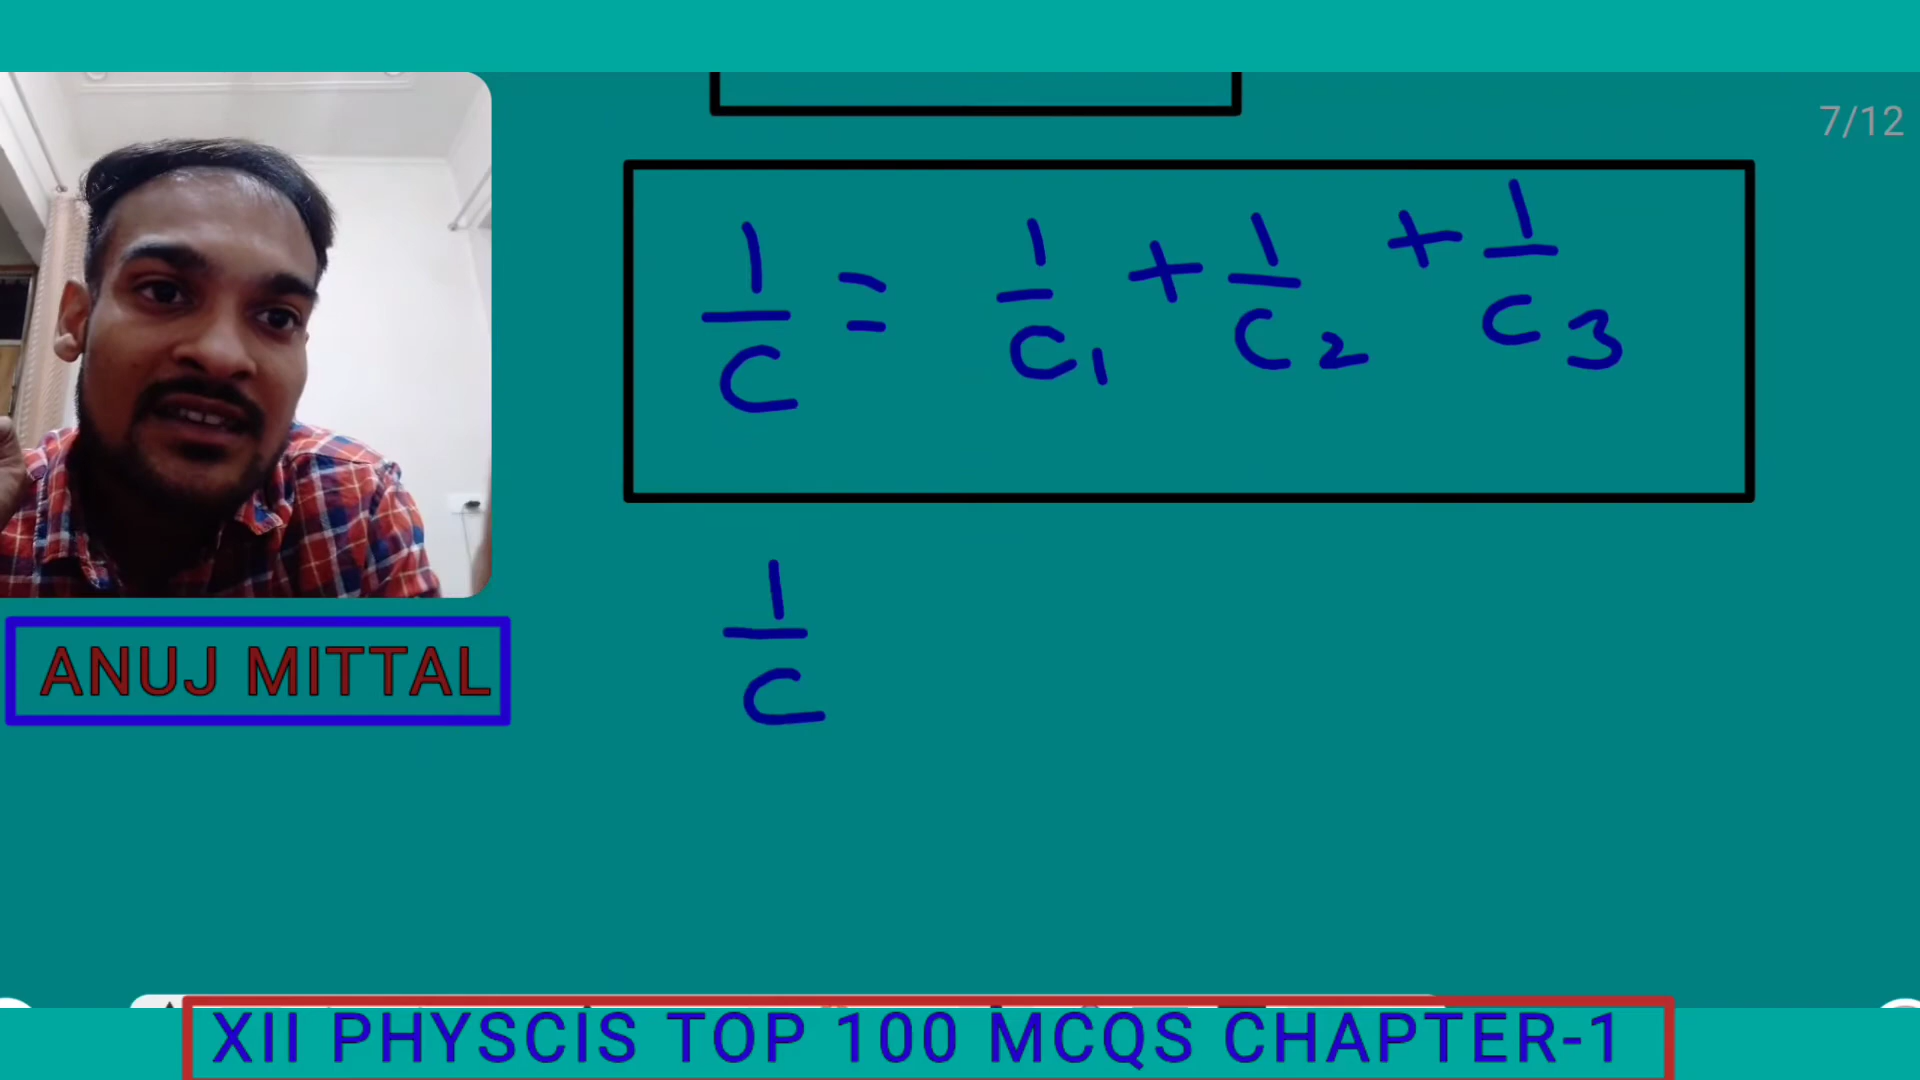 7/12
1/C = 1/C1 + 1/C2 + 1/C3
1/C
ANUJ MITTAL
XII PHYSCIS TOP 100 MCQS CHAPTER-1